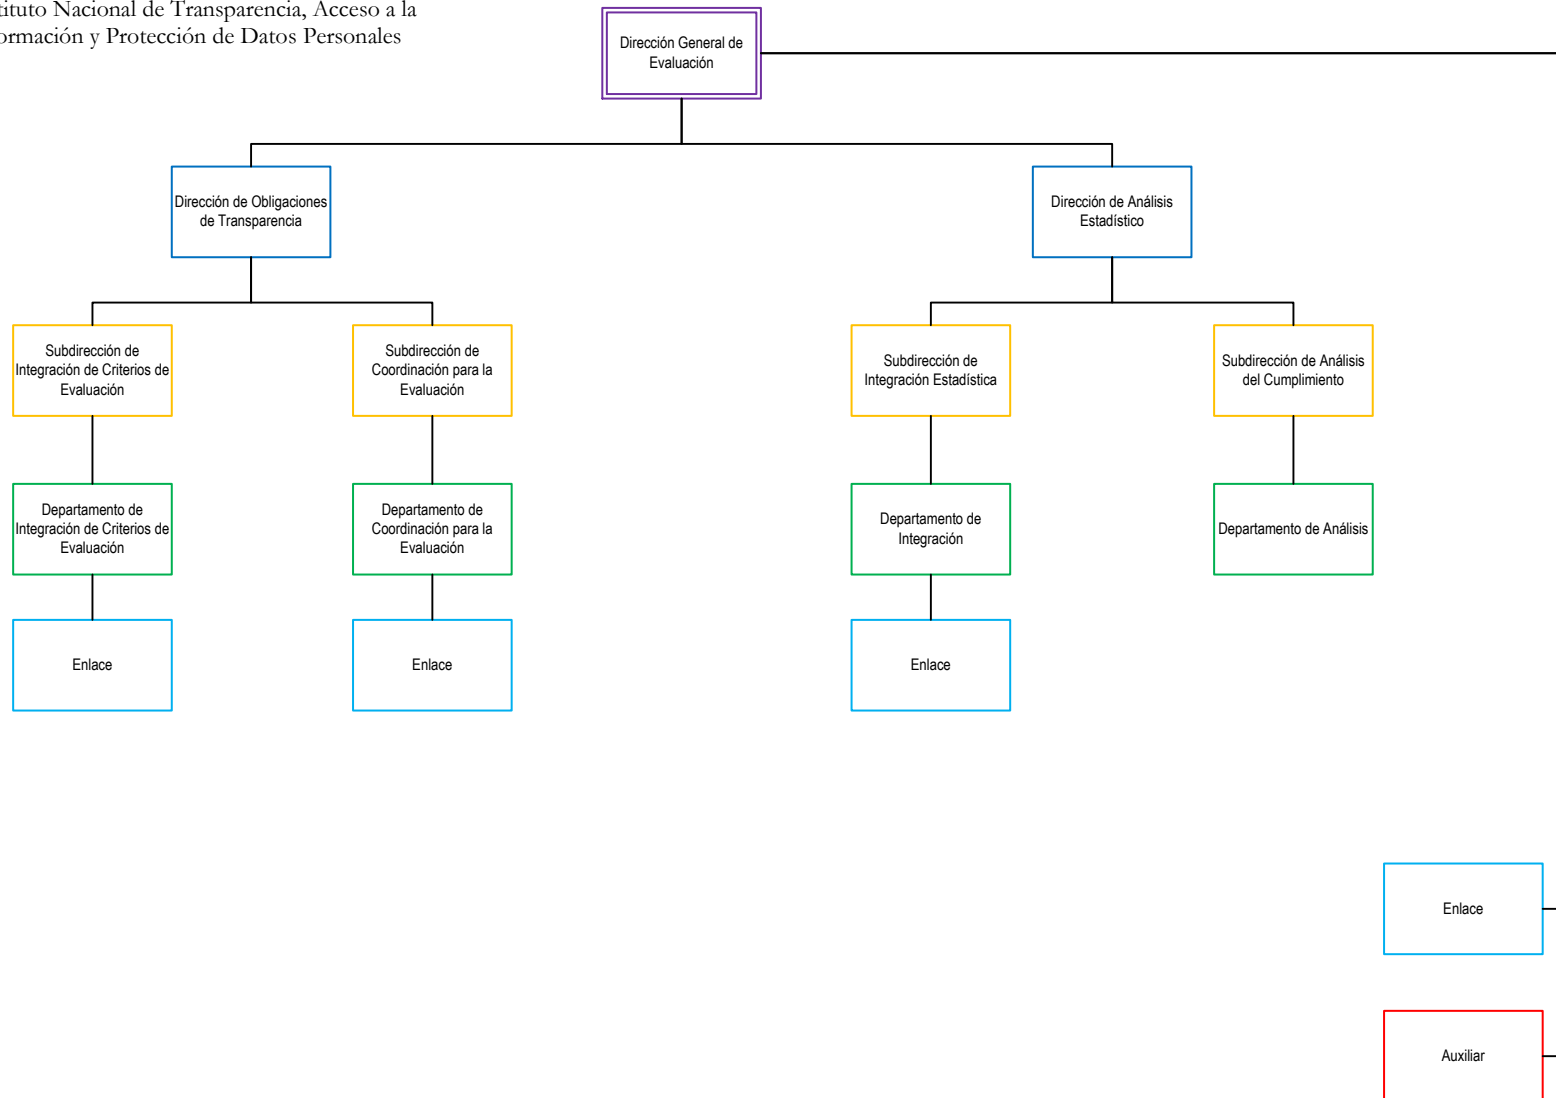 tituto Nacional de Transparencia, Acceso a la
ormación y Protección de Datos Personales
Dirección General de
Evaluación
Dirección de Obligaciones
de Transparencia
Dirección de Análisis
Estadístico
Subdirección de
Integración de Criterios de
Evaluación
Subdirección de
Coordinación para la
Evaluación
Subdirección de
Integración Estadística
Subdirección de Análisis
del Cumplimiento
Departamento de
Integración de Criterios de
Evaluación
Departamento de
Coordinación para la
Evaluación
Departamento de
Integración
Departamento de Análisis
Enlace
Enlace
Enlace
Enlace
Auxiliar